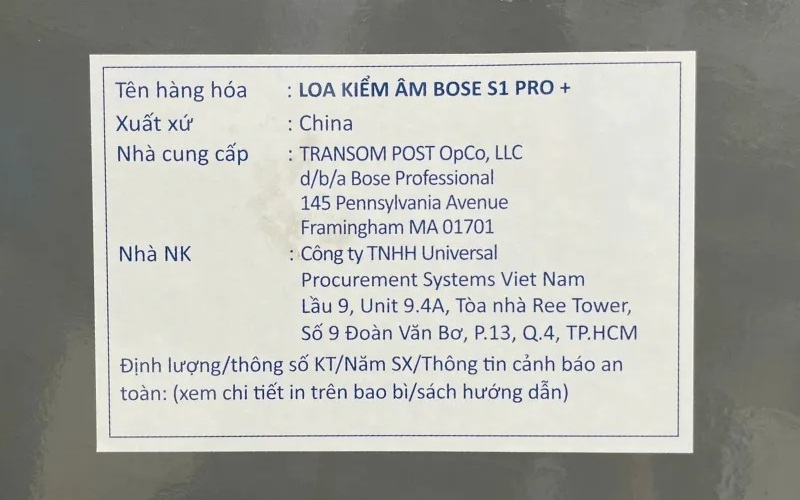 Tên hàng hóa : LOA KIỂM ÂM BOSE S1 PRO +
Xuất xứ : China
Nhà cung cấp : TRANSOM POST OpCo, LLC
d/b/a Bose Professional
145 Pennsylvania Avenue
Framingham MA 01701
Nhà NK : Công ty TNHH Universal
Procurement Systems Viet Nam
Lầu 9, Unit 9.4A, Tòa nhà Ree Tower,
Số 9 Đoàn Văn Bơ, P.13, Q.4, TP.HCM
Định lượng/thông số KT/Năm SX/Thông tin cảnh báo an
toàn: (xem chi tiết in trên bao bì/sách hướng dẫn)